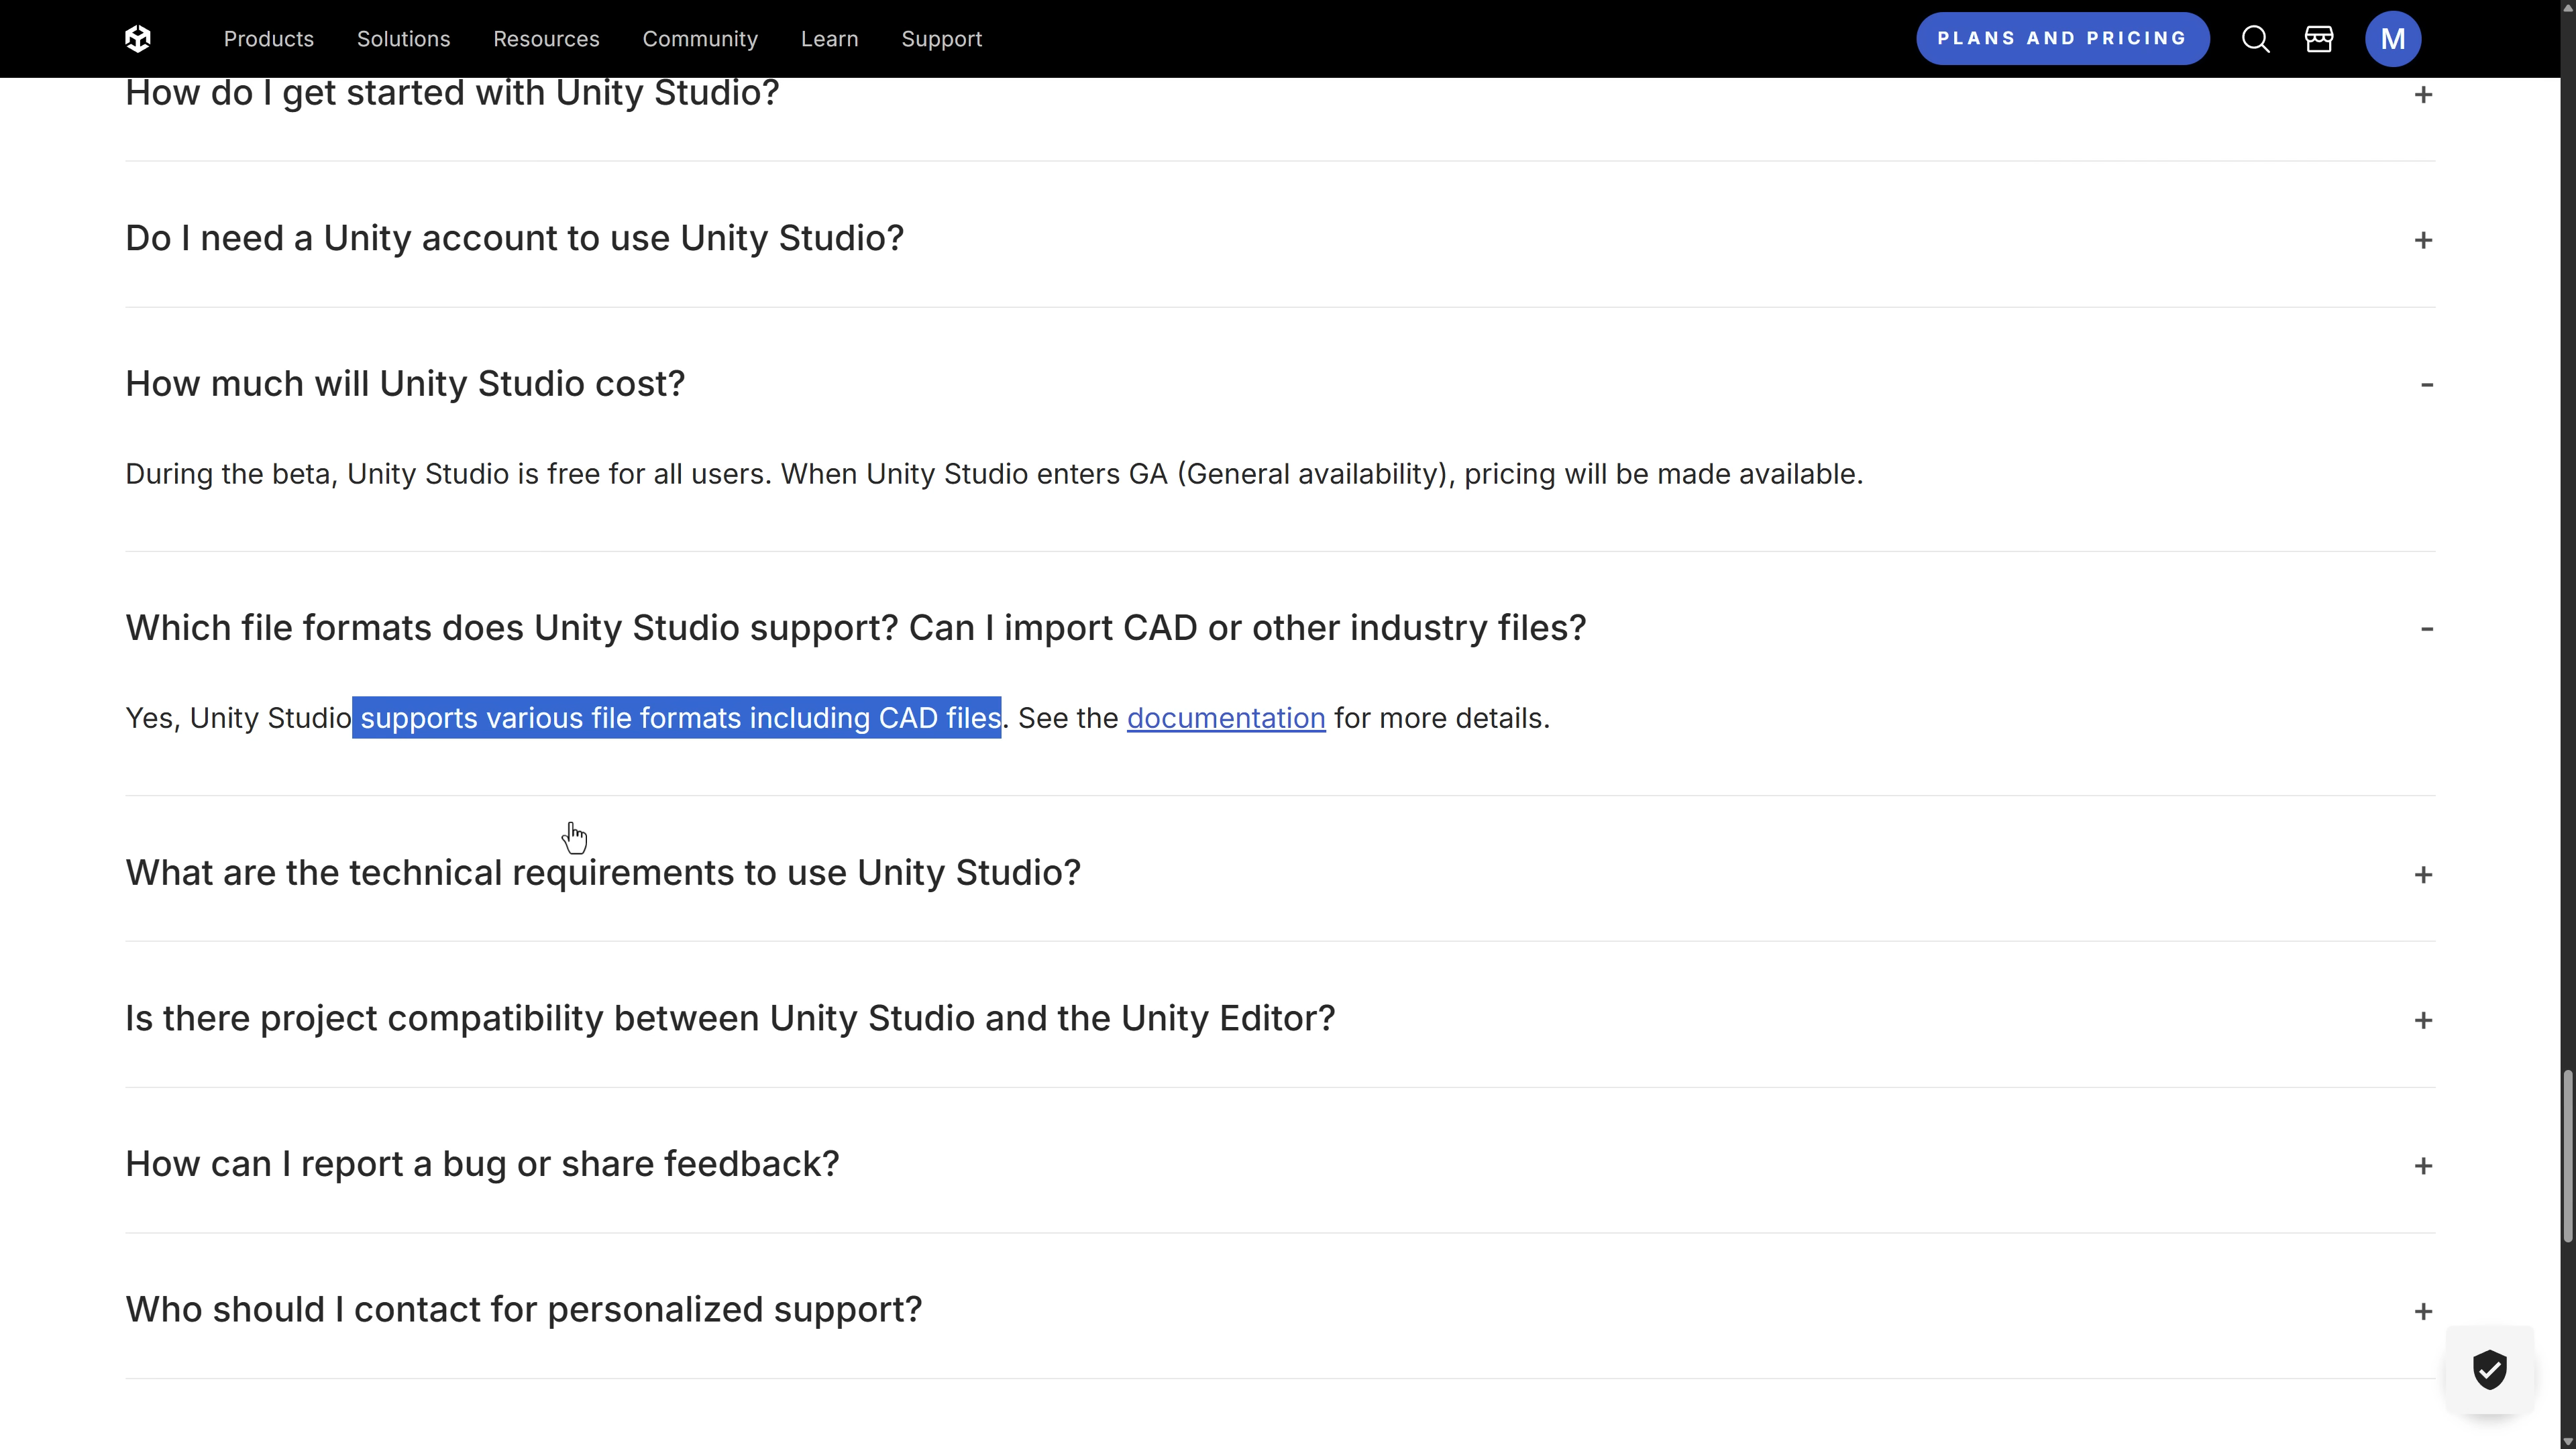 Products Solutions Resources Community Learn Support PLANS AND PRICING M
How do I get started with Unity Studio? +
Do I need a Unity account to use Unity Studio? +
How much will Unity Studio cost? -
During the beta, Unity Studio is free for all users. When Unity Studio enters GA (General availability), pricing will be made available.
Which file formats does Unity Studio support? Can I import CAD or other industry files? -
Yes, Unity Studio supports various file formats including CAD files. See the documentation for more details.
What are the technical requirements to use Unity Studio? +
Is there project compatibility between Unity Studio and the Unity Editor? +
How can I report a bug or share feedback? +
Who should I contact for personalized support? +